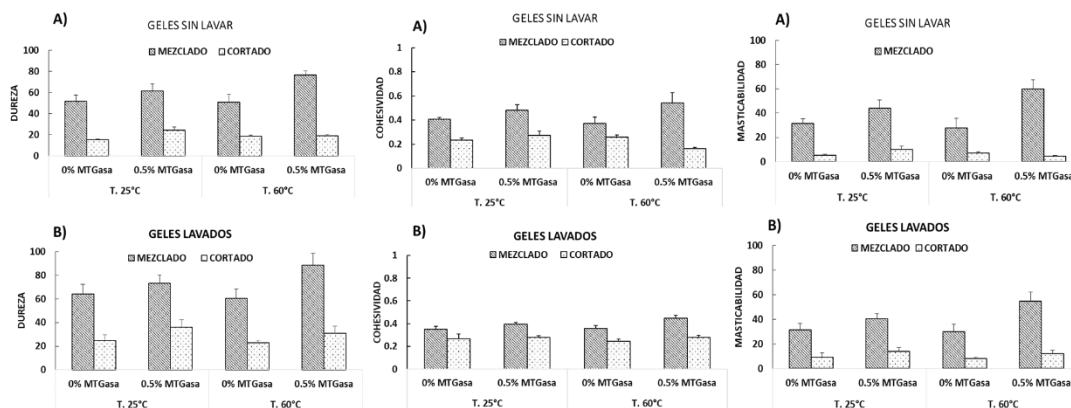 A)
GELES SIN LAVAR
MEZCLADO CORTADO
DUREZA
100
80
60
40
20
0
0% MTGasa 0.5% MTGasa 0% MTGasa 0.5% MTGasa
T. 25°C T. 60°C
A)
GELES SIN LAVAR
MEZCLADO CORTADO
COHESIVIDAD
1
0.8
0.6
0.4
0.2
0
0% MTGasa 0.5% MTGasa 0% MTGasa 0.5% MTGasa
T. 25°C T. 60°C
A)
GELES SIN LAVAR
MEZCLADO CORTADO
MASTICABILIDAD
100
80
60
40
20
0
0% MTGasa 0.5% MTGasa 0% MTGasa 0.5% MTGasa
T. 25°C T. 60°C
B)
GELES LAVADOS
MEZCLADO CORTADO
DUREZA
100
80
60
40
20
0
0% MTGasa 0.5% MTGasa 0% MTGasa 0.5% MTGasa
T. 25°C T. 60°C
B)
GELES LAVADOS
MEZCLADO CORTADO
COHESIVIDAD
1
0.8
0.6
0.4
0.2
0
0% MTGasa 0.5% MTGasa 0% MTGasa 0.5% MTGasa
T. 25°C T. 60°C
B)
GELES LAVADOS
MEZCLADO CORTADO
MASTICABILIDAD
100
80
60
40
20
0
0% MTGasa 0.5% MTGasa 0% MTGasa 0.5% MTGasa
T. 25°C T. 60°C